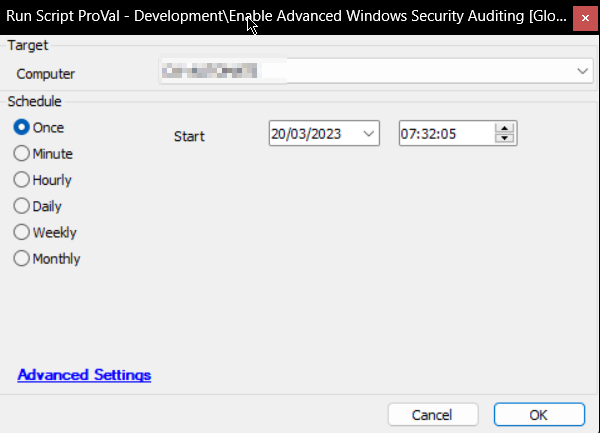 Run Script ProVal - Development\Enable Advanced Windows Security Auditing [Glo...
Target
Computer
Schedule
Once
Start
20/03/2023
07:32:05
Minute
Hourly
Daily
Weekly
Monthly
Advanced Settings
Cancel
OK